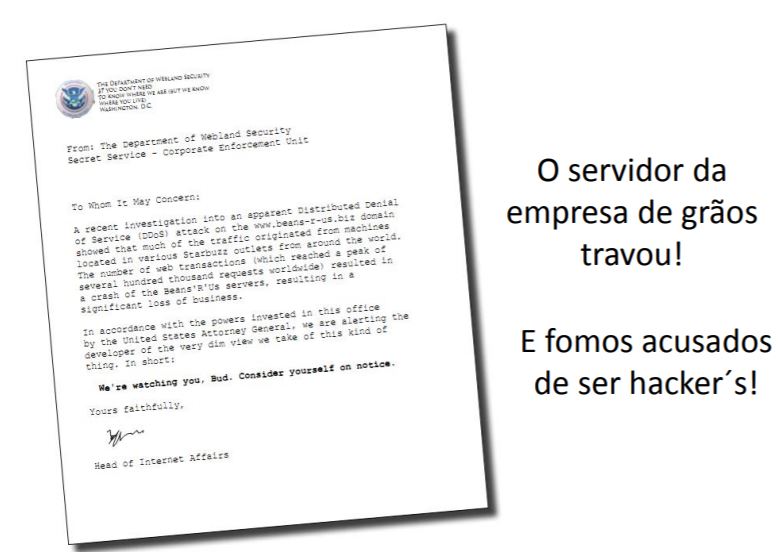 THE DEPARTMENT OF WEBLAND SECURITY
IF YOU DON'T NEED
TO KNOW WHERE WE ARE (BUT WE KNOW
WHERE YOU LIVE)
WASHINGTON, D.C.
From: The Department of Webland Security
Secret Service - Corporate Enforcement Unit
To Whom It May Concern:
A recent investigation into an apparent Distributed Denial
of Service (DDoS) attack on the www.beans-r-us.biz domain
showed that much of the traffic originated from machines
located in various Starbuzz outlets from around the world.
The number of web transactions (which reached a peak of
several hundred thousand requests worldwide) resulted in
a crash of the Beans'R'Us servers, resulting in a
significant loss of business.
In accordance with the powers invested in this office
by the United States Attorney General, we are alerting the
developer of the very dim view we take of this kind of
thing. In short:
We're watching you, Bud. Consider yourself on notice.
Yours faithfully,
Head of Internet Affairs
O servidor da
empresa de grãos
travou!
E fomos acusados
de ser hacker´s!